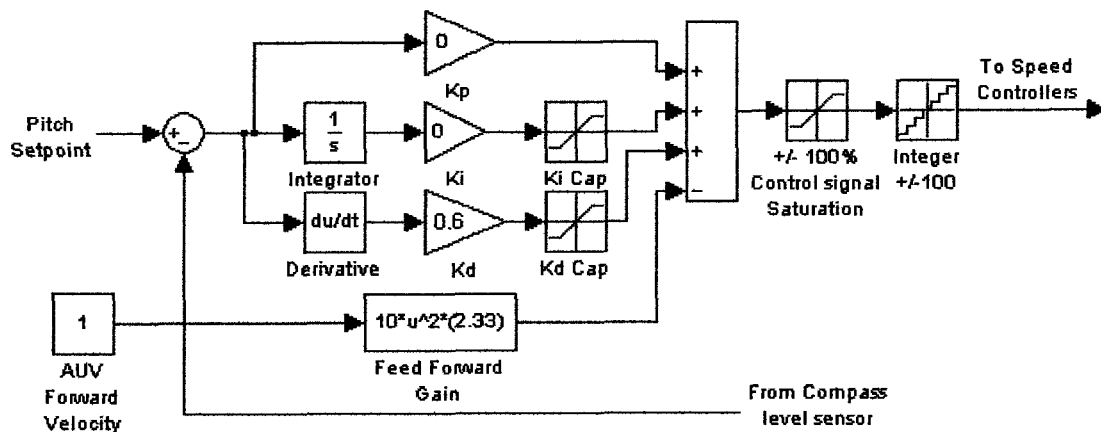 0
Kp
To Speed
Controllers
Pitch
Setpoint
+
−
1
s
Integrator
0
Ki
Ki Cap
+
+
+
−
+/- 100%
Control signal
Saturation
Integer
+/-100
du/dt
Derivative
0.6
Kd
Kd Cap
1
AUV
Forward
Velocity
10*u^2*(2.33)
Feed Forward
Gain
From Compass
level sensor